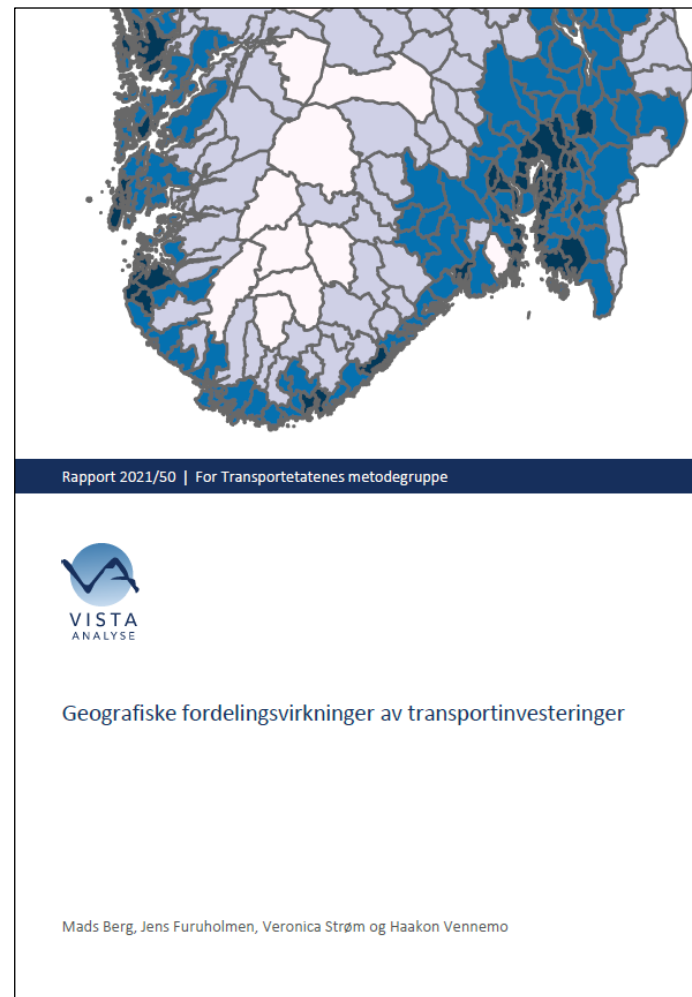 Rapport 2021/50 | For Transportetatenes metodegruppe
VISTA
ANALYSE
Geografiske fordelingsvirkninger av transportinvesteringer
Mads Berg, Jens Furuholmen, Veronica Strøm og Haakon Vennemo